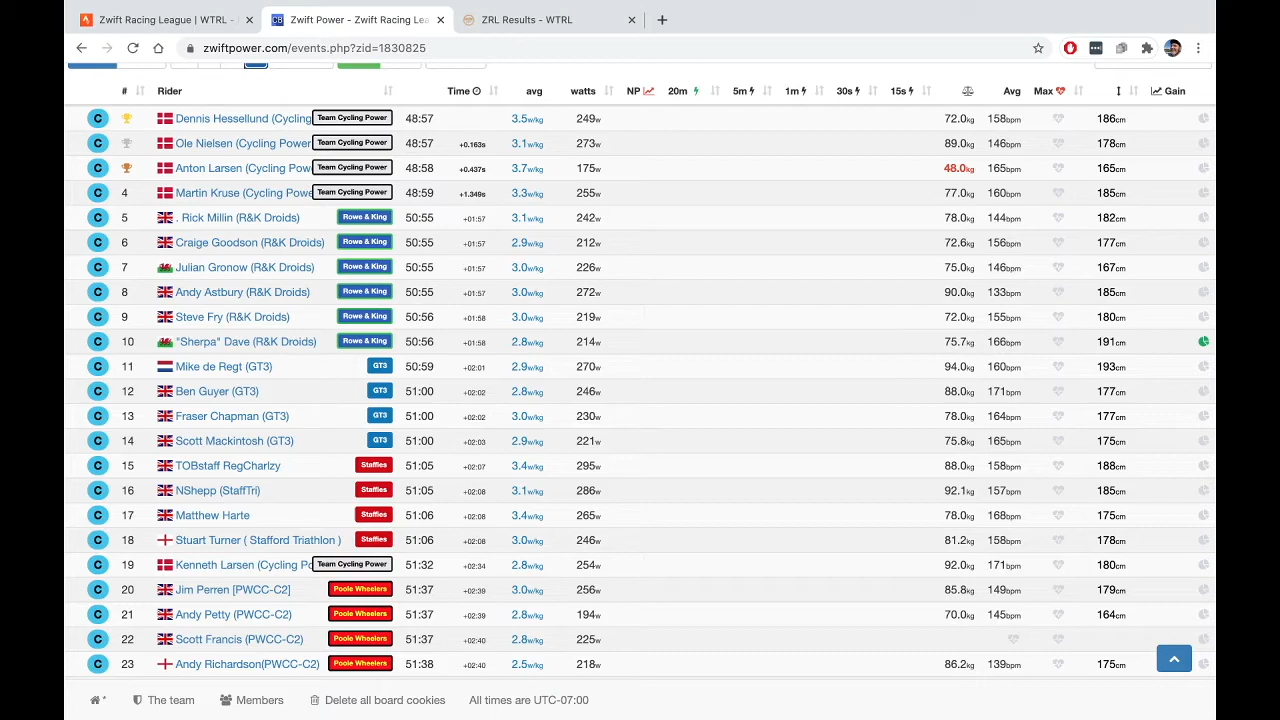 Zwift Racing League | WTRL -
Zwift Power - Zwift Racing Lea
ZRL Results - WTRL
zwiftpower.com/events.php?zid=1830825
# Rider Time avg watts NP 20m 5m 1m 30s 15s Avg Max Gain
C Dennis Hessellund (Cycling Team Cycling Power 48:57 3.5w/kg 249w 72.0kg 158bpm 186cm
C Ole Nielsen (Cycling Power Team Cycling Power 48:57 +0.163s 3.1w/kg 273w 89.0kg 146bpm 178cm
C Anton Larsen (Cycling Pow Team Cycling Power 48:58 +0.437s 3.7w/kg 175w 48.0kg 165bpm 165cm
C 4 Martin Kruse (Cycling Powe Team Cycling Power 48:59 +1.349s 3.3w/kg 255w 77.0kg 160bpm 185cm
C 5 . Rick Millin (R&K Droids) Rowe & King 50:55 +01:57 3.1w/kg 242w 78.0kg 144bpm 182cm
C 6 Craige Goodson (R&K Droids) Rowe & King 50:55 +01:57 2.9w/kg 212w 72.6kg 156bpm 177cm
C 7 Julian Gronow (R&K Droids) Rowe & King 50:55 +01:57 3.0w/kg 226w 75.0kg 146bpm 167cm
C 8 Andy Astbury (R&K Droids) Rowe & King 50:55 +01:57 3.0w/kg 272w 90.0kg 133bpm 185cm
C 9 Steve Fry (R&K Droids) Rowe & King 50:56 +01:58 3.0w/kg 219w 72.0kg 155bpm 180cm
C 10 "Sherpa" Dave (R&K Droids) Rowe & King 50:56 +01:58 2.8w/kg 214w 75.7kg 166bpm 191cm
C 11 Mike de Regt (GT3) GT3 50:59 +02:01 2.9w/kg 270w 94.0kg 160bpm 193cm
C 12 Ben Guyer (GT3) GT3 51:00 +02:02 2.8w/kg 246w 88.0kg 171bpm 177cm
C 13 Fraser Chapman (GT3) GT3 51:00 +02:02 3.0w/kg 230w 78.0kg 164bpm 177cm
C 14 Scott Mackintosh (GT3) GT3 51:00 +02:03 2.9w/kg 221w 75.8kg 165bpm 175cm
C 15 TOBstaff RegCharlzy Staffies 51:05 +02:07 3.4w/kg 295w 88.0kg 158bpm 188cm
C 16 NShepp (StaffTri) Staffies 51:05 +02:08 3.1w/kg 286w 92.1kg 157bpm 185cm
C 17 Matthew Harte Staffies 51:06 +02:08 3.4w/kg 265w 78.0kg 168bpm 175cm
C 18 Stuart Turner ( Stafford Triathlon ) Staffies 51:06 +02:08 3.0w/kg 246w 81.2kg 158bpm 178cm
C 19 Kenneth Larsen (Cycling Po Team Cycling Power 51:32 +02:34 2.8w/kg 254w 92.0kg 171bpm 180cm
C 20 Jim Perren [PWCC-C2] Poole Wheelers 51:37 +02:39 3.0w/kg 256w 85.8kg 149bpm 179cm
C 21 Andy Petty (PWCC-C2) Poole Wheelers 51:37 +02:39 2.8w/kg 194w 70.0kg 145bpm 164cm
C 22 Scott Francis (PWCC-C2) Poole Wheelers 51:37 +02:40 2.8w/kg 225w
C 23 Andy Richardson(PWCC-C2) Poole Wheelers 51:38 +02:40 2.5w/kg 219w 86.2kg 139bpm 175cm
The team Members Delete all board cookies All times are UTC-07:00